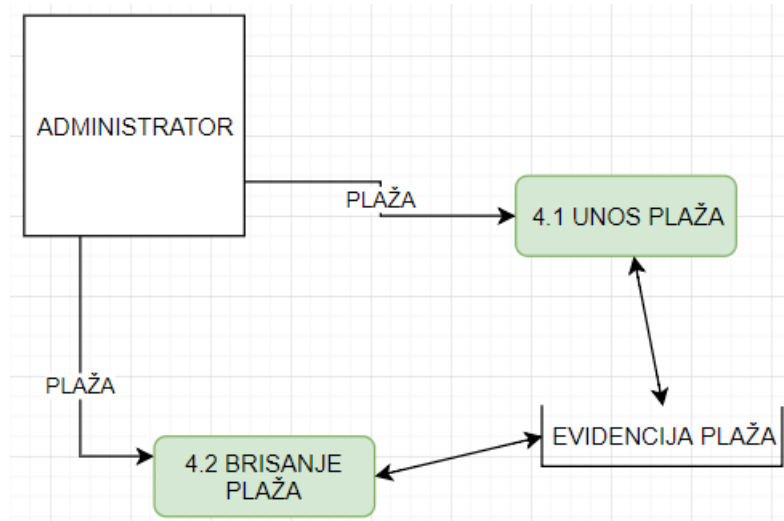 ADMINISTRATOR
PLAŽA
4.1 UNOS PLAŽA
PLAŽA
EVIDENCIJA PLAŽA
4.2 BRISANJE
PLAŽA